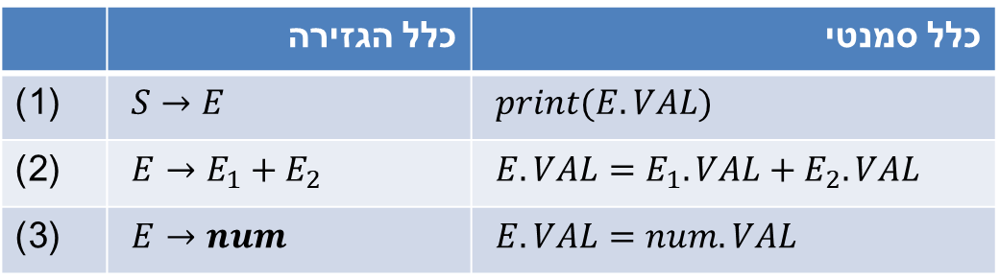 כלל הגזירה כלל סמנטי
(1) S → E print(E.VAL)
(2) E → E₁ + E₂ E.VAL = E₁.VAL + E₂.VAL
(3) E → num E.VAL = num.VAL